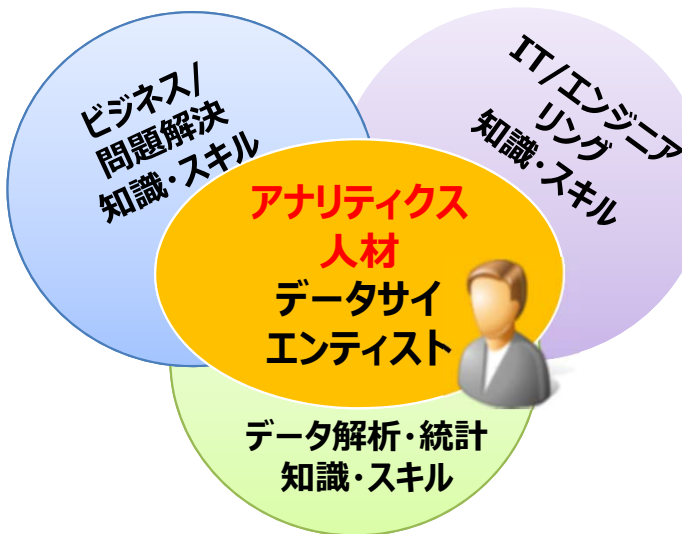 ビジネス/
問題解決
知識・スキル
IT/エンジニア
リング
知識・スキル
アナリティクス
人材
データサイ
エンティスト
データ解析・統計
知識・スキル